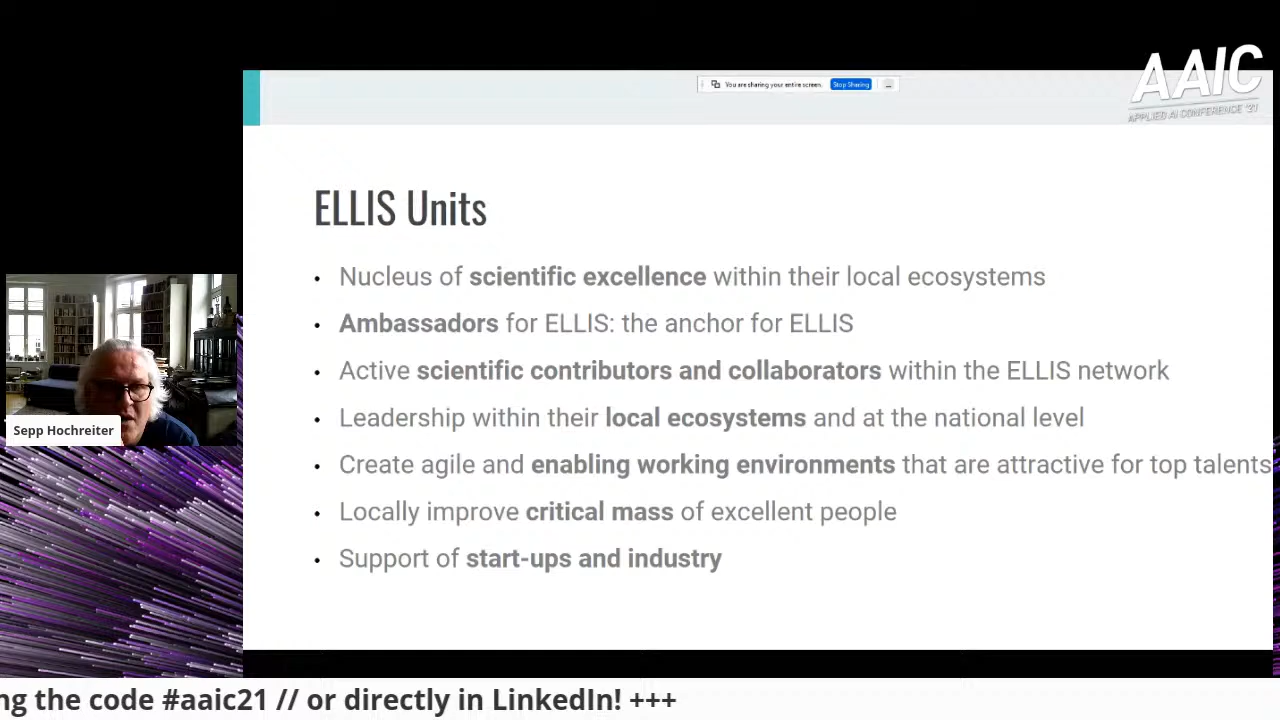 AAIC
APPLIED AI CONFERENCE '21
You are sharing your entire screen.
Stop Sharing
ELLIS Units
• Nucleus of scientific excellence within their local ecosystems
• Ambassadors for ELLIS: the anchor for ELLIS
• Active scientific contributors and collaborators within the ELLIS network
• Leadership within their local ecosystems and at the national level
• Create agile and enabling working environments that are attractive for top talents
• Locally improve critical mass of excellent people
• Support of start-ups and industry
Sepp Hochreiter
ng the code #aaic21 // or directly in LinkedIn! +++